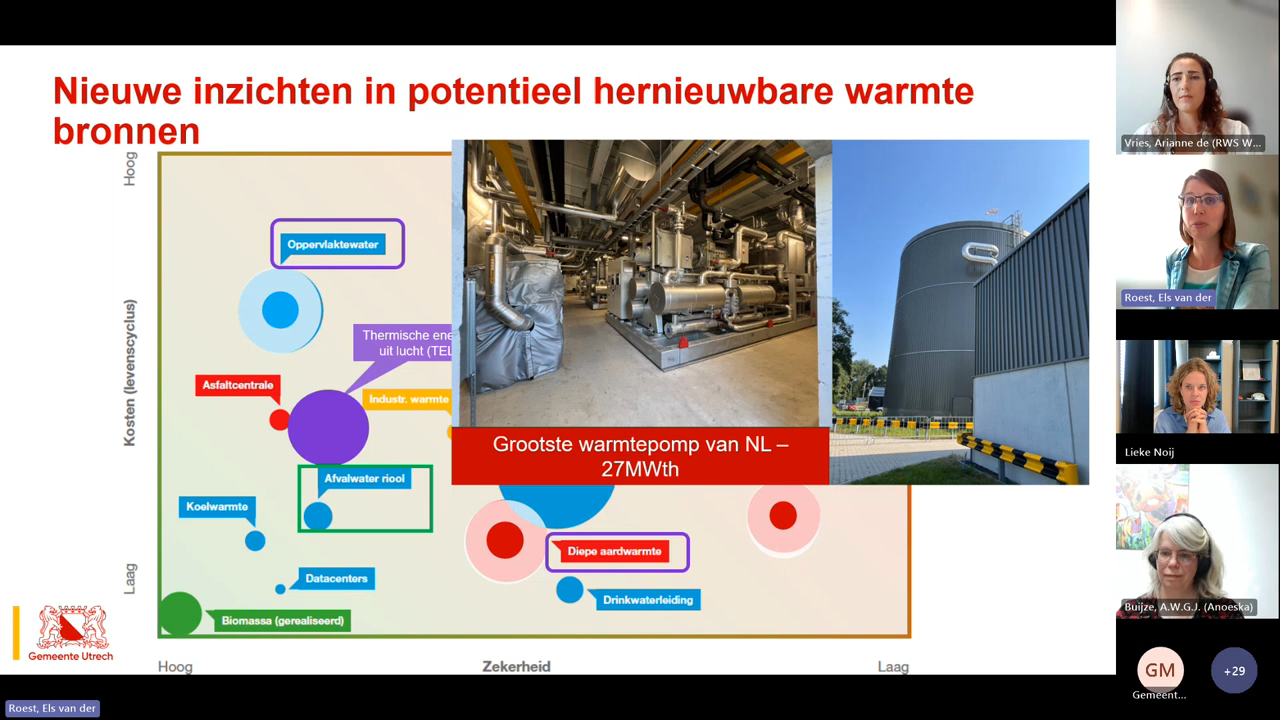 Nieuwe inzichten in potentieel hernieuwbare warmte
bronnen
Hoog
Kosten (levenscyclus)
Laag
Oppervlaktewater
Thermische ene
uit lucht (TEL
Asfaltcentrale
Industr. warmte
Afvalwater riool
Koelwarmte
Datacenters
Biomassa (gerealiseerd)
Grootste warmtepomp van NL –
27MWth
Diepe aardwarmte
Drinkwaterleiding
Hoog
Zekerheid
Laag
Gemeente Utrecht
Roest, Els van der
Vries, Arianne de (RWS W...
Roest, Els van der
Lieke Noij
Buijze, A.W.G.J. (Anoeska)
GM
Gemeent...
+29